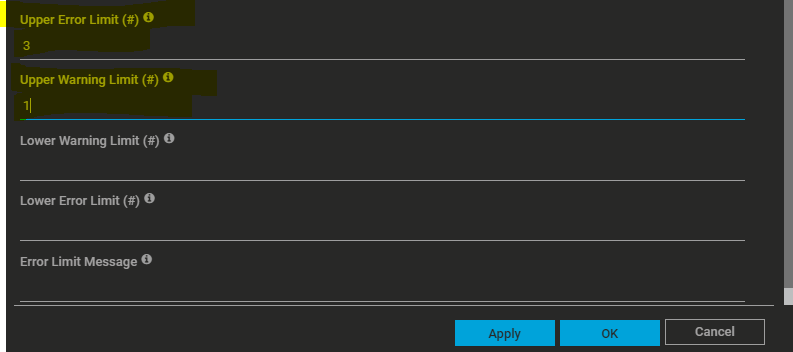 Upper Error Limit (#)
3
Upper Warning Limit (#)
1
Lower Warning Limit (#)
Lower Error Limit (#)
Error Limit Message
Apply
OK
Cancel